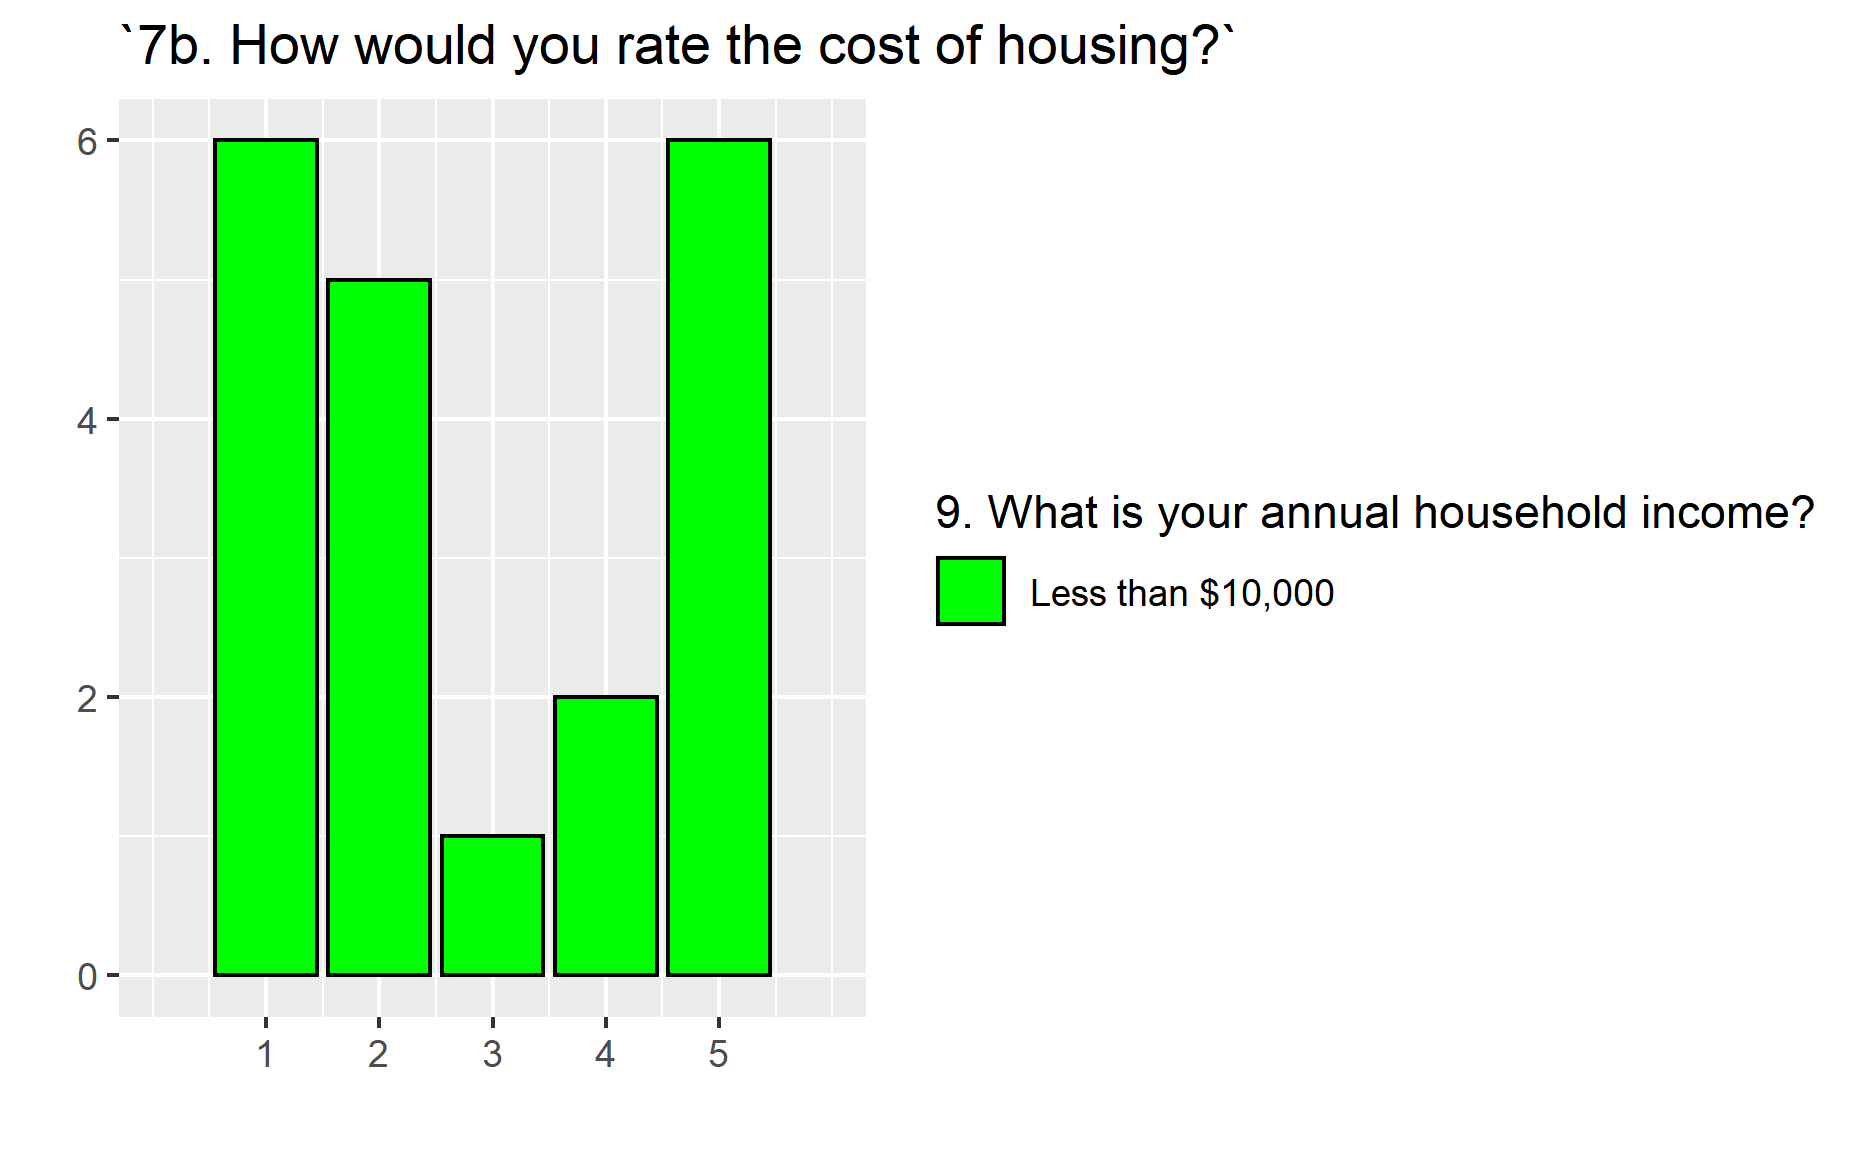 `7b. How would you rate the cost of housing?`
6
4
2
0
1 2 3 4 5
9. What is your annual household income?
Less than $10,000